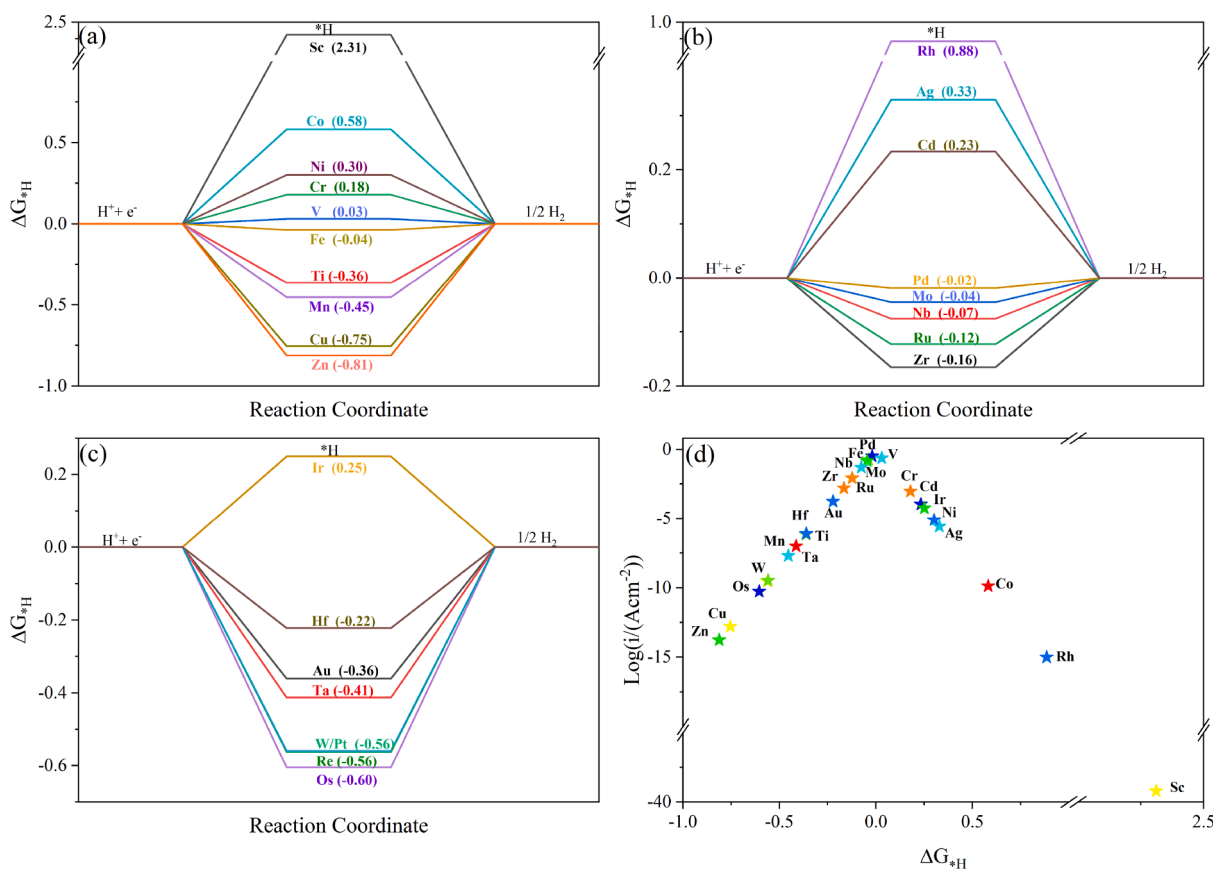 (a)
2.5
0.5
0.0
-0.5
-1.0
ΔG*H
*H
Sc (2.31)
Co (0.58)
Ni (0.30)
Cr (0.18)
V (0.03)
H⁺+ e⁻
1/2 H₂
Fe (-0.04)
Ti (-0.36)
Mn (-0.45)
Cu (-0.75)
Zn (-0.81)
Reaction Coordinate
(b)
1.0
0.2
0.0
-0.2
ΔG*H
*H
Rh (0.88)
Ag (0.33)
Cd (0.23)
H⁺+ e⁻
1/2 H₂
Pd (-0.02)
Mo (-0.04)
Nb (-0.07)
Ru (-0.12)
Zr (-0.16)
Reaction Coordinate
(c)
0.2
0.0
-0.2
-0.4
-0.6
ΔG*H
*H
Ir (0.25)
H⁺+ e⁻
1/2 H₂
Hf (-0.22)
Au (-0.36)
Ta (-0.41)
W/Pt (-0.56)
Re (-0.56)
Os (-0.60)
Reaction Coordinate
(d)
0
-5
-10
-15
-40
Log(i/(Acm⁻²))
Pd
Fe
V
Nb
Mo
Zr
Ru
Cr
Cd
Au
Ir
Ni
Hf
Ag
Ti
Mn
Ta
W
Os
Co
Cu
Zn
Rh
Sc
-1.0
-0.5
0.0
0.5
2.5
ΔG*H